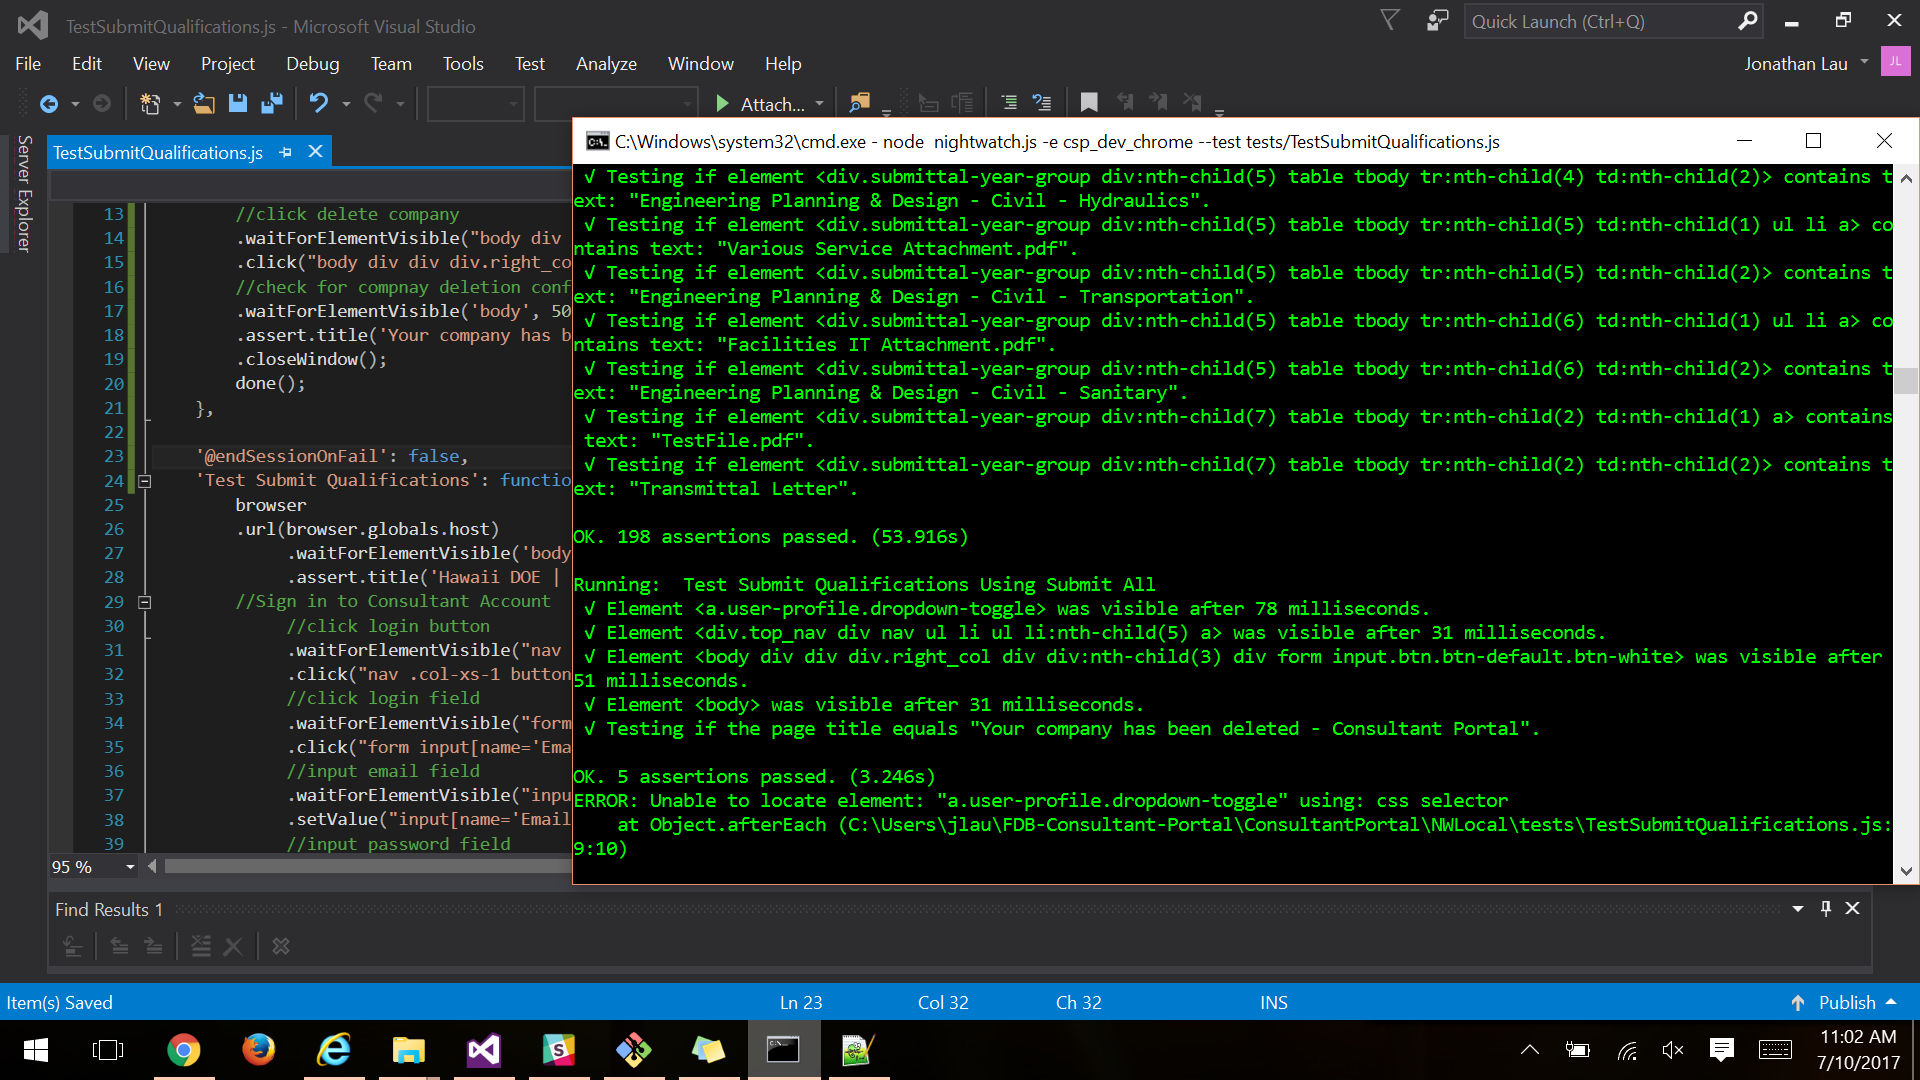 TestSubmitQualifications.js - Microsoft Visual Studio
Quick Launch (Ctrl+Q)
File Edit View Project Debug Team Tools Test Analyze Window Help
Jonathan Lau
JL
Attach...
Server Explorer
TestSubmitQualifications.js
13 //click delete company
14 .waitForElementVisible("body div
15 .click("body div div div.right_co
16 //check for compnay deletion conf
17 .waitForElementVisible('body', 50
18 .assert.title('Your company has b
19 .closeWindow();
20 done();
21 },
22
23 '@endSessionOnFail': false,
24 'Test Submit Qualifications': functio
25 browser
26 .url(browser.globals.host)
27 .waitForElementVisible('body
28 .assert.title('Hawaii DOE |
29 //Sign in to Consultant Account
30 //click login button
31 .waitForElementVisible("nav
32 .click("nav .col-xs-1 button
33 //click login field
34 .waitForElementVisible("form
35 .click("form input[name='Ema
36 //input email field
37 .waitForElementVisible("inpu
38 .setValue("input[name='Email
39 //input password field
95 %
C:\Windows\system32\cmd.exe - node  nightwatch.js -e csp_dev_chrome --test tests/TestSubmitQualifications.js
√ Testing if element <div.submittal-year-group div:nth-child(5) table tbody tr:nth-child(4) td:nth-child(2)> contains t
ext: "Engineering Planning & Design - Civil - Hydraulics".
√ Testing if element <div.submittal-year-group div:nth-child(5) table tbody tr:nth-child(5) td:nth-child(1) ul li a> co
ntains text: "Various Service Attachment.pdf".
√ Testing if element <div.submittal-year-group div:nth-child(5) table tbody tr:nth-child(5) td:nth-child(2)> contains t
ext: "Engineering Planning & Design - Civil - Transportation".
√ Testing if element <div.submittal-year-group div:nth-child(5) table tbody tr:nth-child(6) td:nth-child(1) ul li a> co
ntains text: "Facilities IT Attachment.pdf".
√ Testing if element <div.submittal-year-group div:nth-child(5) table tbody tr:nth-child(6) td:nth-child(2)> contains t
ext: "Engineering Planning & Design - Civil - Sanitary".
√ Testing if element <div.submittal-year-group div:nth-child(7) table tbody tr:nth-child(2) td:nth-child(1) a> contains
text: "TestFile.pdf".
√ Testing if element <div.submittal-year-group div:nth-child(7) table tbody tr:nth-child(2) td:nth-child(2)> contains t
ext: "Transmittal Letter".
OK. 198 assertions passed. (53.916s)
Running:  Test Submit Qualifications Using Submit All
√ Element <a.user-profile.dropdown-toggle> was visible after 78 milliseconds.
√ Element <div.top_nav div nav ul li ul li:nth-child(5) a> was visible after 31 milliseconds.
√ Element <body div div div.right_col div div:nth-child(3) div form input.btn.btn-default.btn-white> was visible after
51 milliseconds.
√ Element <body> was visible after 31 milliseconds.
√ Testing if the page title equals "Your company has been deleted - Consultant Portal".
OK. 5 assertions passed. (3.246s)
ERROR: Unable to locate element: "a.user-profile.dropdown-toggle" using: css selector
at Object.afterEach (C:\Users\jlau\FDB-Consultant-Portal\ConsultantPortal\NWLocal\tests\TestSubmitQualifications.js:
9:10)
Find Results 1
Item(s) Saved
Ln 23
Col 32
Ch 32
INS
Publish
11:02 AM
7/10/2017